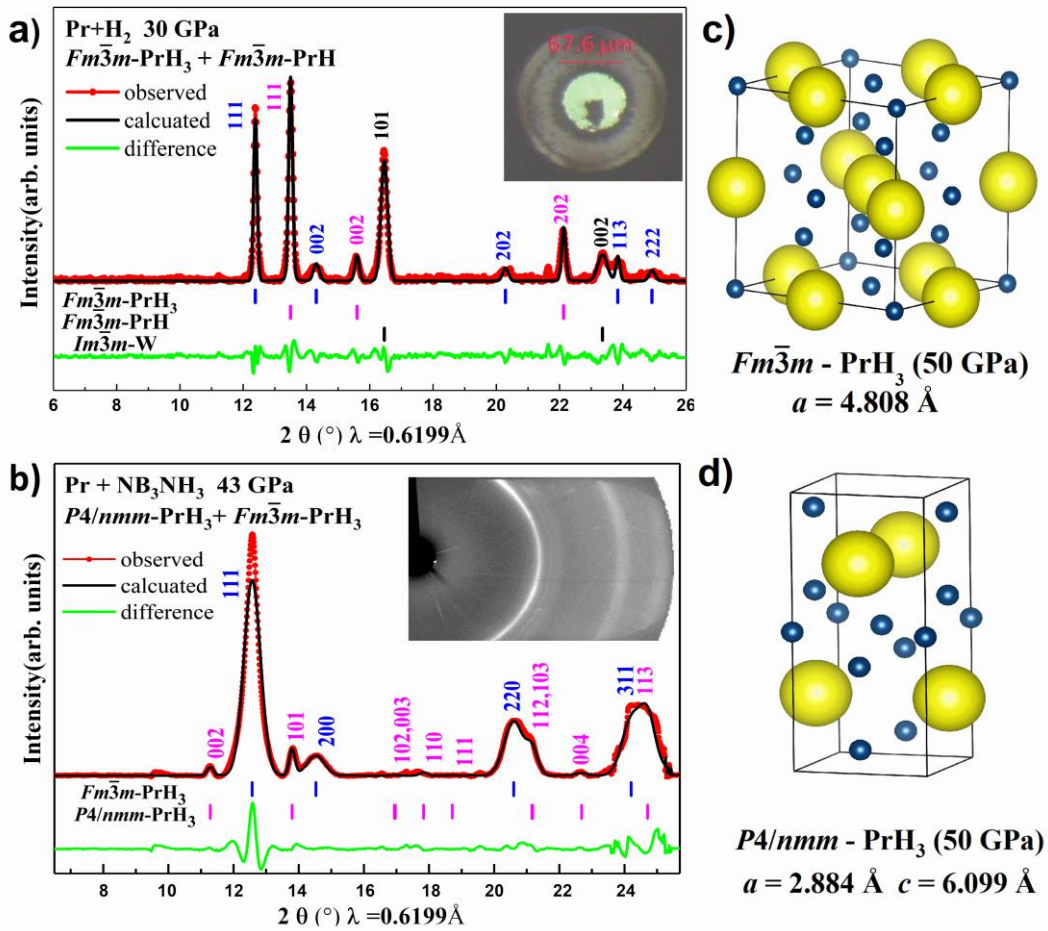 a)
Pr+H₂ 30 GPa
Fm3̅m-PrH₃ + Fm3̅m-PrH
observed
calcuated
difference
67.6 µm
111
111
002
002
101
20̲2
002
113
222
202
Fm3̅m-PrH₃
Fm3̅m-PrH
Im3̅m-W
Intensity(arb. units)
6 8 10 12 14 16 18 20 22 24 26
2 θ (°) λ =0.6199Å
b)
Pr + NB₃NH₃ 43 GPa
P4/nmm-PrH₃+ Fm3̅m-PrH₃
observed
calcuated
difference
002
111
101
200
102,003
110
111
220
112,103
004
311
113
Fm3̅m-PrH₃
P4/nmm-PrH₃
Intensity(arb. units)
8 10 12 14 16 18 20 22 24
2 θ (°) λ =0.6199Å
c)
Fm3̅m - PrH₃ (50 GPa)
a = 4.808 Å
d)
P4/nmm - PrH₃ (50 GPa)
a = 2.884 Å c = 6.099 Å